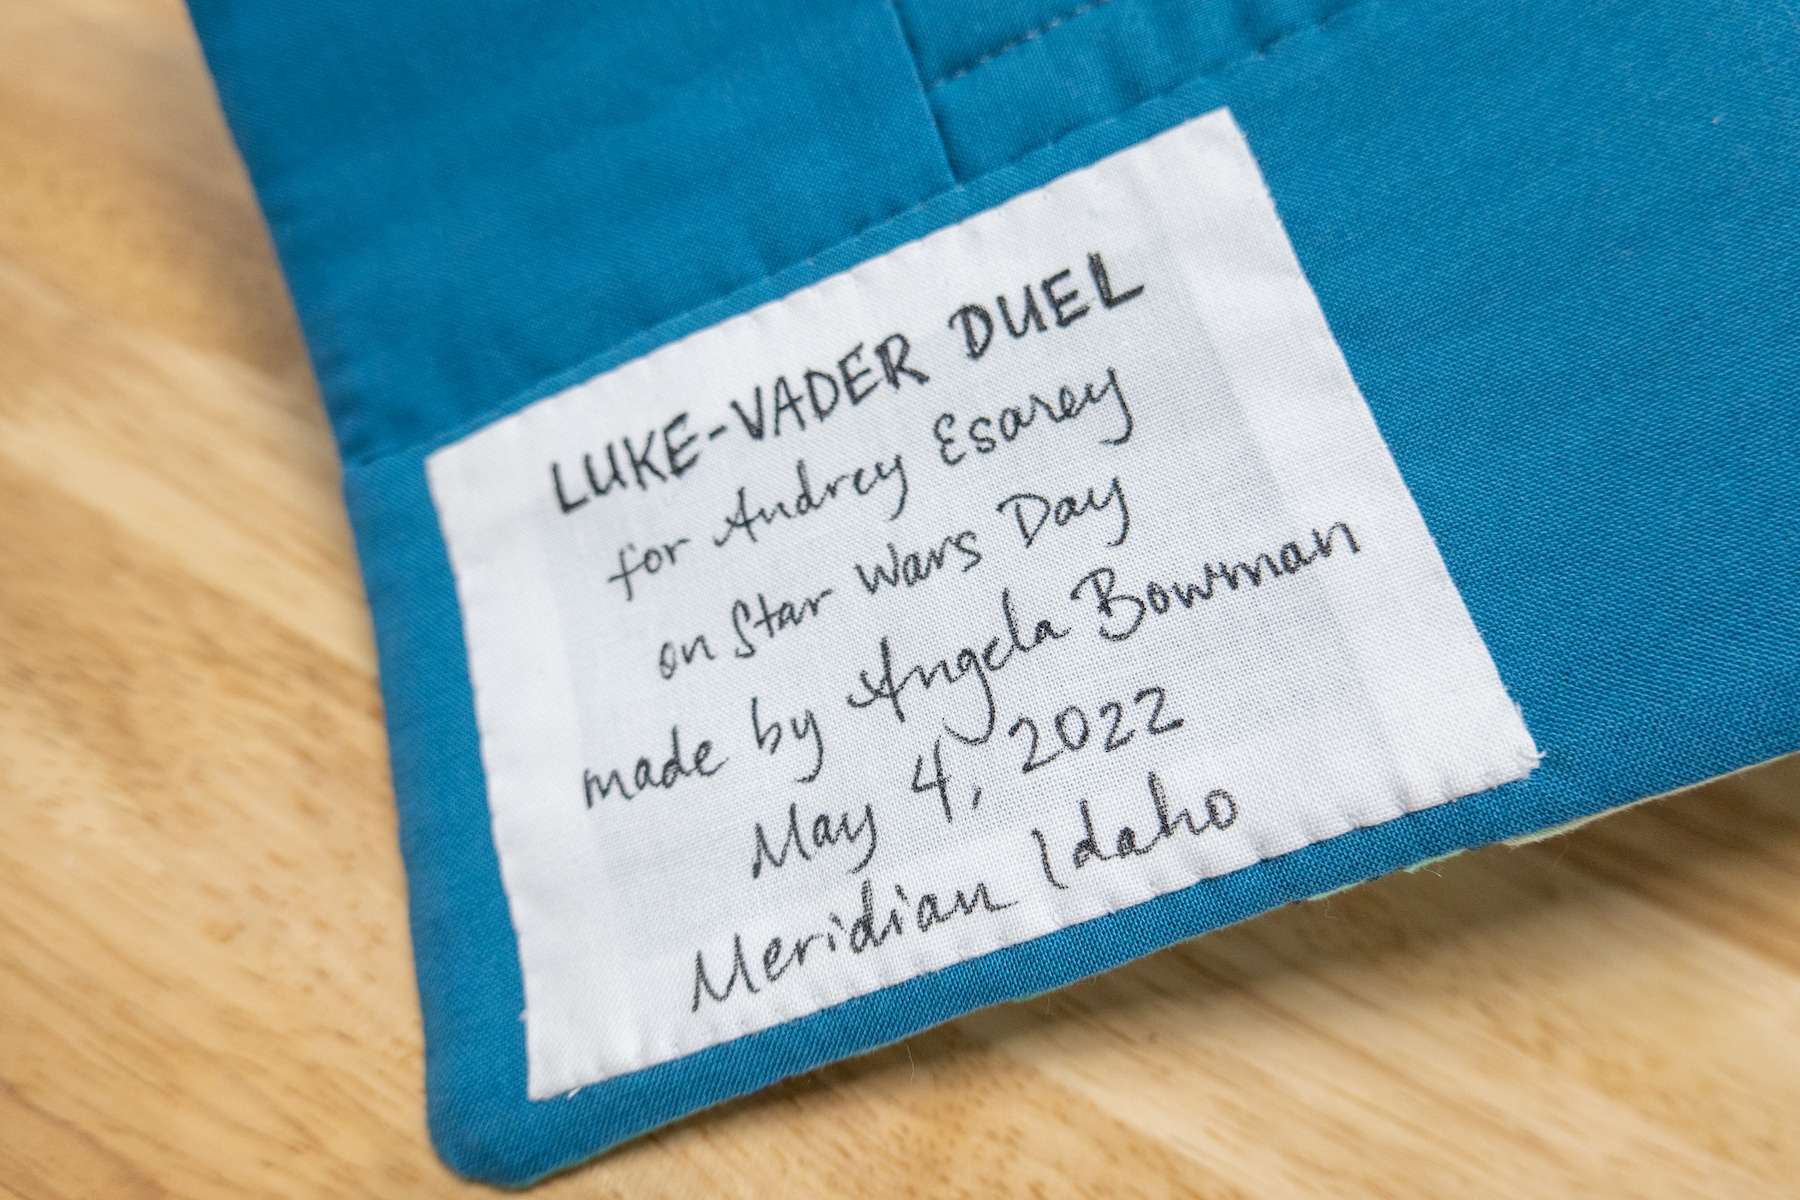 LUKE-VADER DUEL
for Audrey Esarey
on Star Wars Day
made by Angela Bowman
May 4, 2022
Meridian Idaho